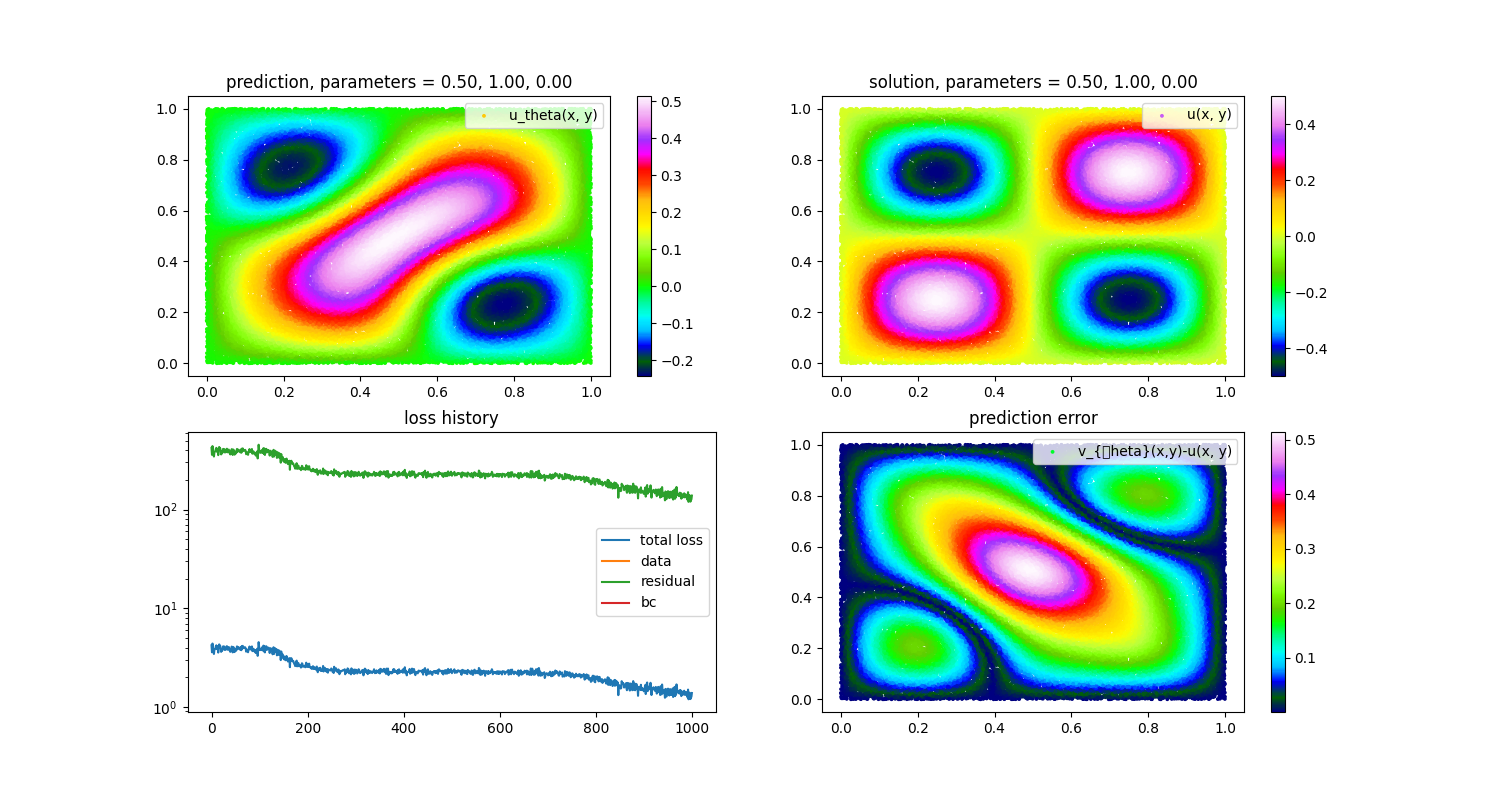 prediction, parameters = 0.50, 1.00, 0.00
u_theta(x, y)
1.0
0.8
0.6
0.4
0.2
0.0
0.0 0.2 0.4 0.6 0.8 1.0
0.5
0.4
0.3
0.2
0.1
0.0
−0.1
−0.2
solution, parameters = 0.50, 1.00, 0.00
u(x, y)
1.0
0.8
0.6
0.4
0.2
0.0
0.0 0.2 0.4 0.6 0.8 1.0
0.4
0.2
0.0
−0.2
−0.4
loss history
10²
10¹
10⁰
total loss
data
residual
bc
0 200 400 600 800 1000
prediction error
v_{▯heta}(x,y)-u(x, y)
1.0
0.8
0.6
0.4
0.2
0.0
0.0 0.2 0.4 0.6 0.8 1.0
0.5
0.4
0.3
0.2
0.1